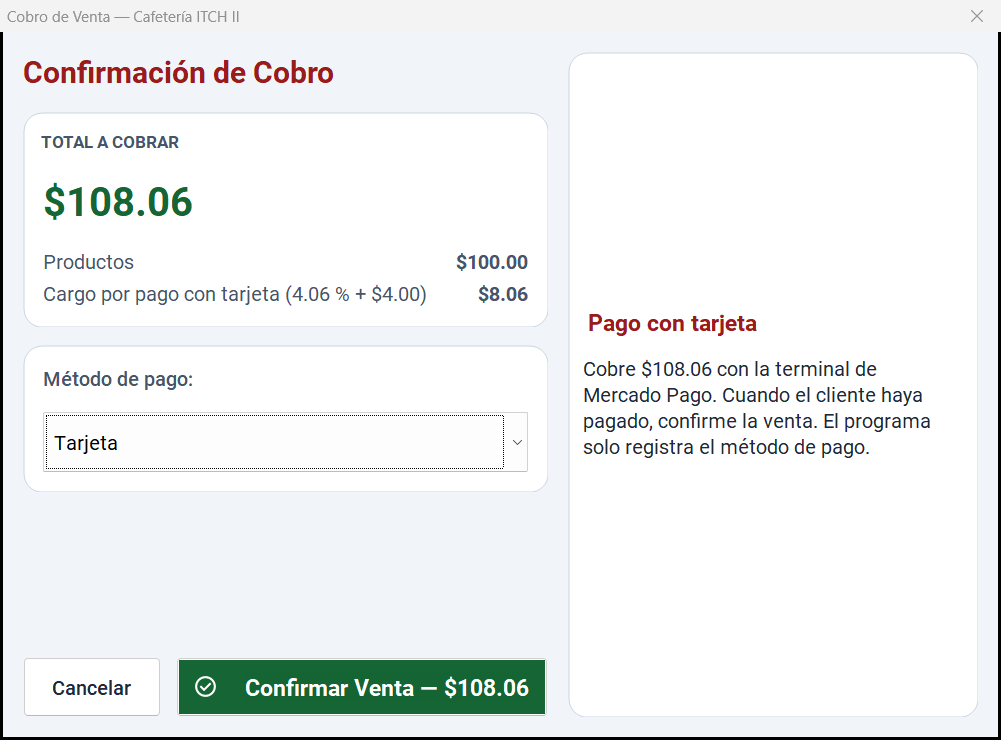 Cobro de Venta — Cafetería ITCH II
Confirmación de Cobro
TOTAL A COBRAR
$108.06
Productos $100.00
Cargo por pago con tarjeta (4.06 % + $4.00) $8.06
Método de pago:
Tarjeta
Cancelar
Confirmar Venta — $108.06
Pago con tarjeta
Cobre $108.06 con la terminal de
Mercado Pago. Cuando el cliente haya
pagado, confirme la venta. El programa
solo registra el método de pago.